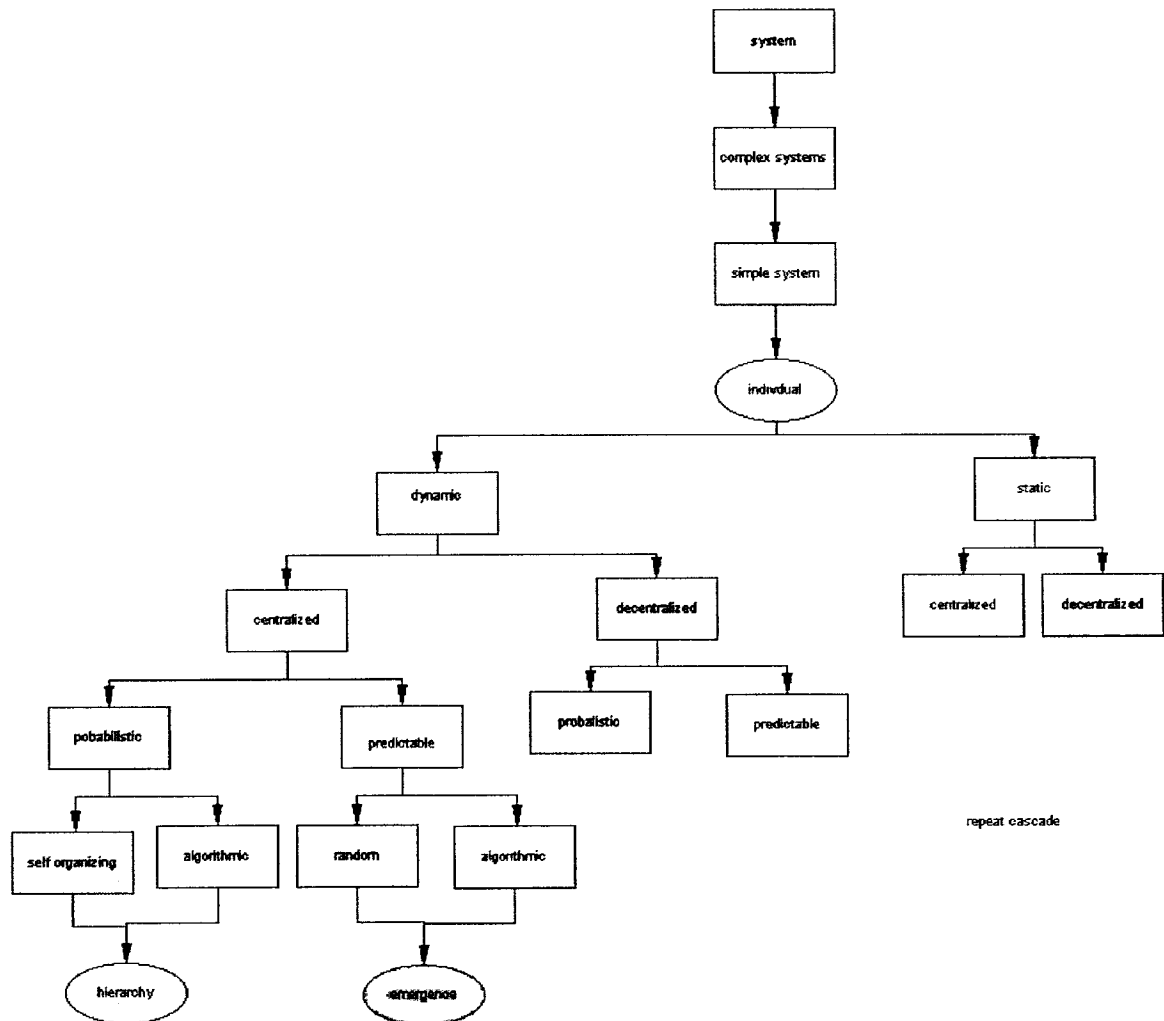 system
complex systems
simple system
indivdual
dynamic
static
centralized
decentralized
centralized
decentralized
pobabilistic
predictable
probalistic
predictable
self organizing
algorithmic
random
algorithmic
repeat cascade
hierarchy
emergence